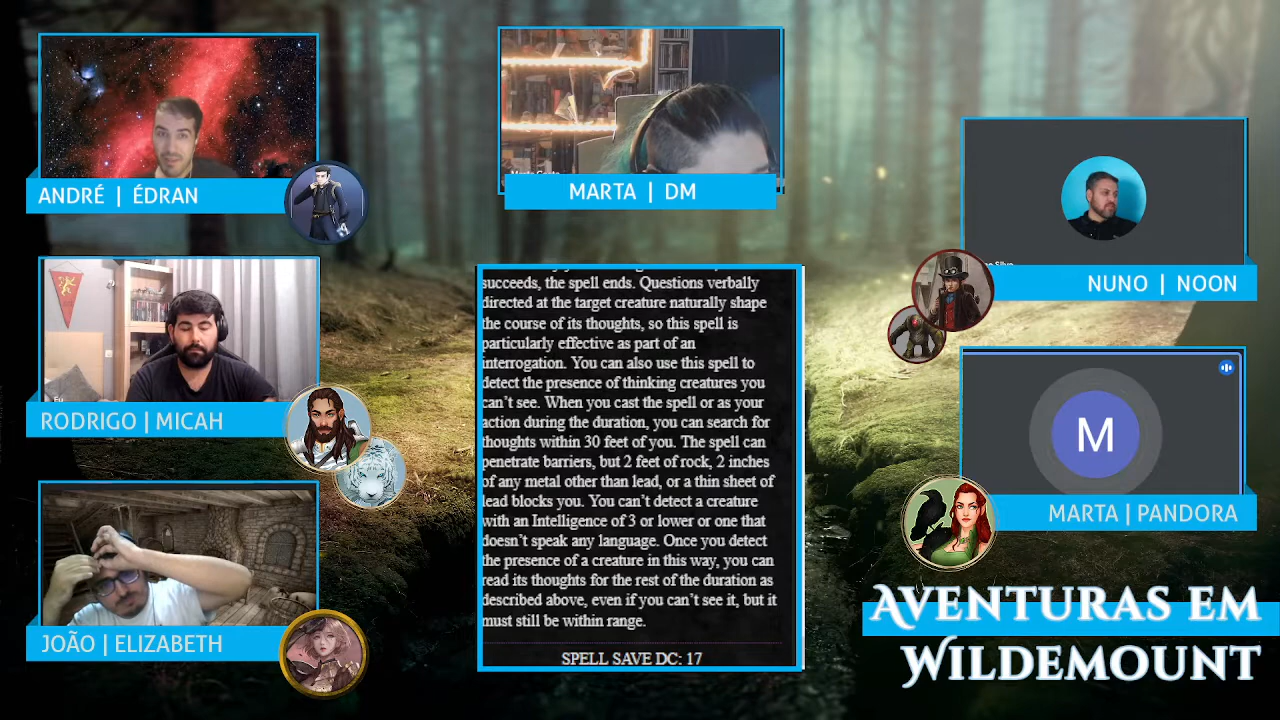 ANDRÉ | ÉDRAN
MARTA | DM
NUNO | NOON
RODRIGO | MICAH
Eu
MARTA | PANDORA
M
JOÃO | ELIZABETH
succeeds, the spell ends. Questions verbally
directed at the target creature naturally shape
the course of its thoughts, so this spell is
particularly effective as part of an
interrogation. You can also use this spell to
detect the presence of thinking creatures you
can't see. When you cast the spell or as your
action during the duration, you can search for
thoughts within 30 feet of you. The spell can
penetrate barriers, but 2 feet of rock, 2 inches
of any metal other than lead, or a thin sheet of
lead blocks you. You can't detect a creature
with an Intelligence of 3 or lower or one that
doesn't speak any language. Once you detect
the presence of a creature in this way, you can
read its thoughts for the rest of the duration as
described above, even if you can't see it, but it
must still be within range.
SPELL SAVE DC: 17
AVENTURAS EM
WILDEMOUNT